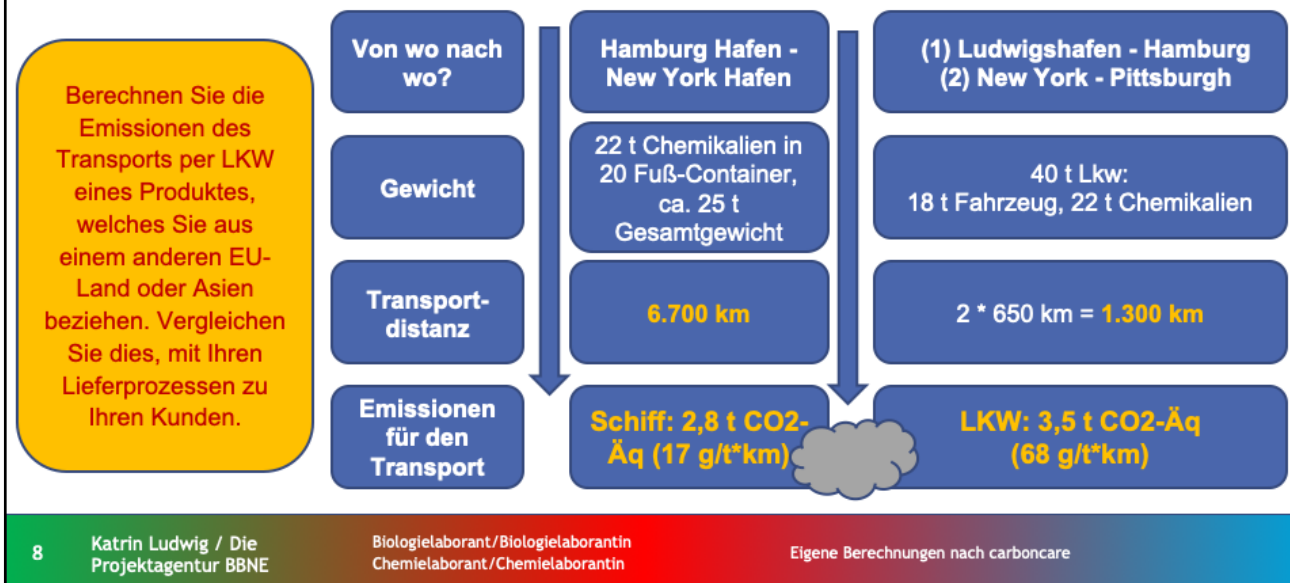 Berechnen Sie die
Emissionen des
Transports per LKW
eines Produktes,
welches Sie aus
einem anderen EU-
Land oder Asien
beziehen. Vergleichen
Sie dies, mit Ihren
Lieferprozessen zu
Ihren Kunden.
Von wo nach
wo?
Hamburg Hafen -
New York Hafen
(1) Ludwigshafen - Hamburg
(2) New York - Pittsburgh
Gewicht
22 t Chemikalien in
20 Fuß-Container,
ca. 25 t
Gesamtgewicht
40 t Lkw:
18 t Fahrzeug, 22 t Chemikalien
Transport-
distanz
6.700 km
2 * 650 km = 1.300 km
Emissionen
für den
Transport
Schiff: 2,8 t CO2-
Äq (17 g/t*km)
LKW: 3,5 t CO2-Äq
(68 g/t*km)
8
Katrin Ludwig / Die
Projektagentur BBNE
Biologielaborant/Biologielaborantin
Chemielaborant/Chemielaborantin
Eigene Berechnungen nach carboncare